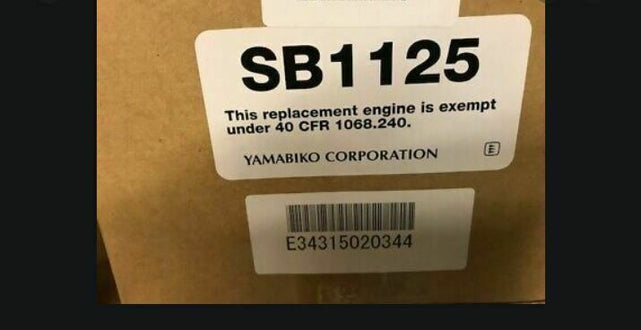 SB1125
This replacement engine is exempt
under 40 CFR 1068.240.
YAMABIKO CORPORATION E
E34315020344